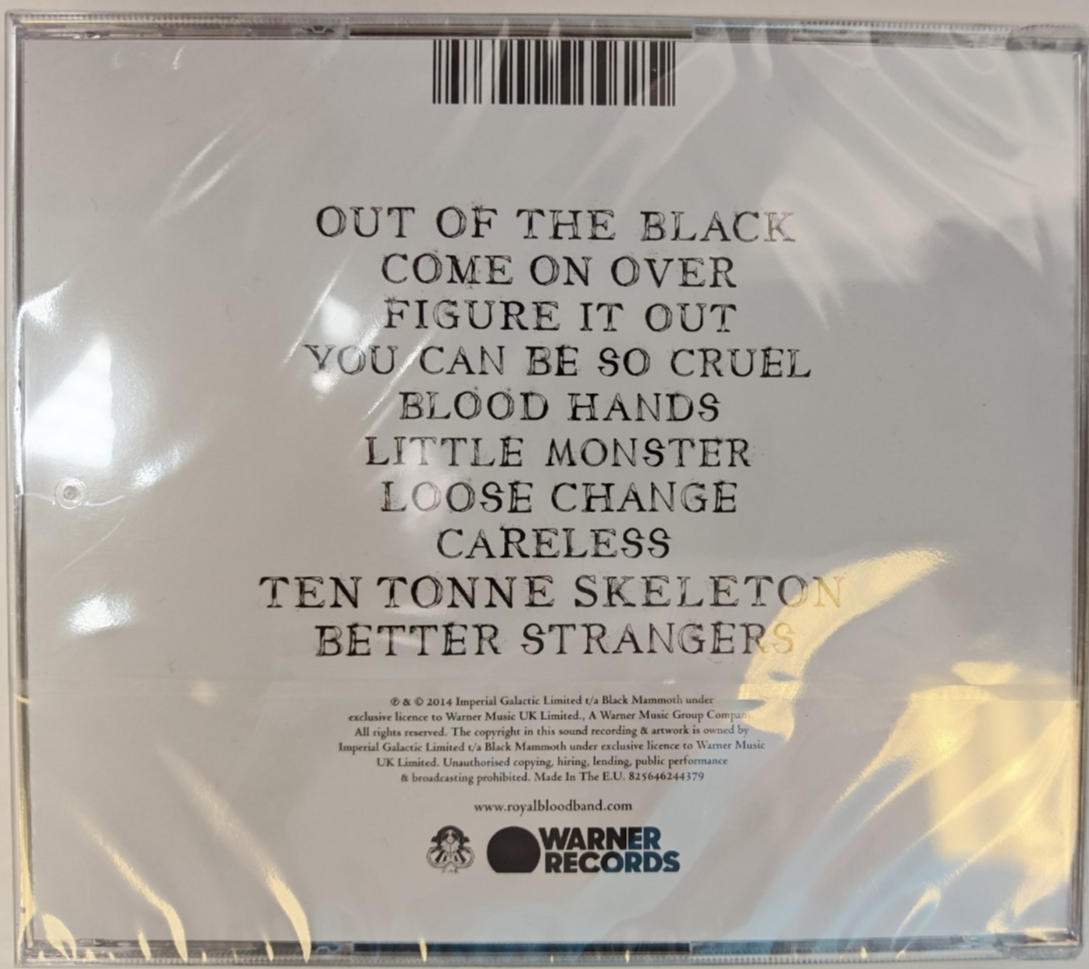 OUT OF THE BLACK
COME ON OVER
FIGURE IT OUT
YOU CAN BE SO CRUEL
BLOOD HANDS
LITTLE MONSTER
LOOSE CHANGE
CARELESS
TEN TONNE SKELETON
BETTER STRANGERS
℗ & © 2014 Imperial Galactic Limited t/a Black Mammoth under
exclusive licence to Warner Music UK Limited., A Warner Music Group Company.
All rights reserved. The copyright in this sound recording & artwork is owned by
Imperial Galactic Limited t/a Black Mammoth under exclusive licence to Warner Music
UK Limited. Unauthorised copying, hiring, lending, public performance
& broadcasting prohibited. Made In The E.U. 825646244379
www.royalbloodband.com
WARNER
RECORDS